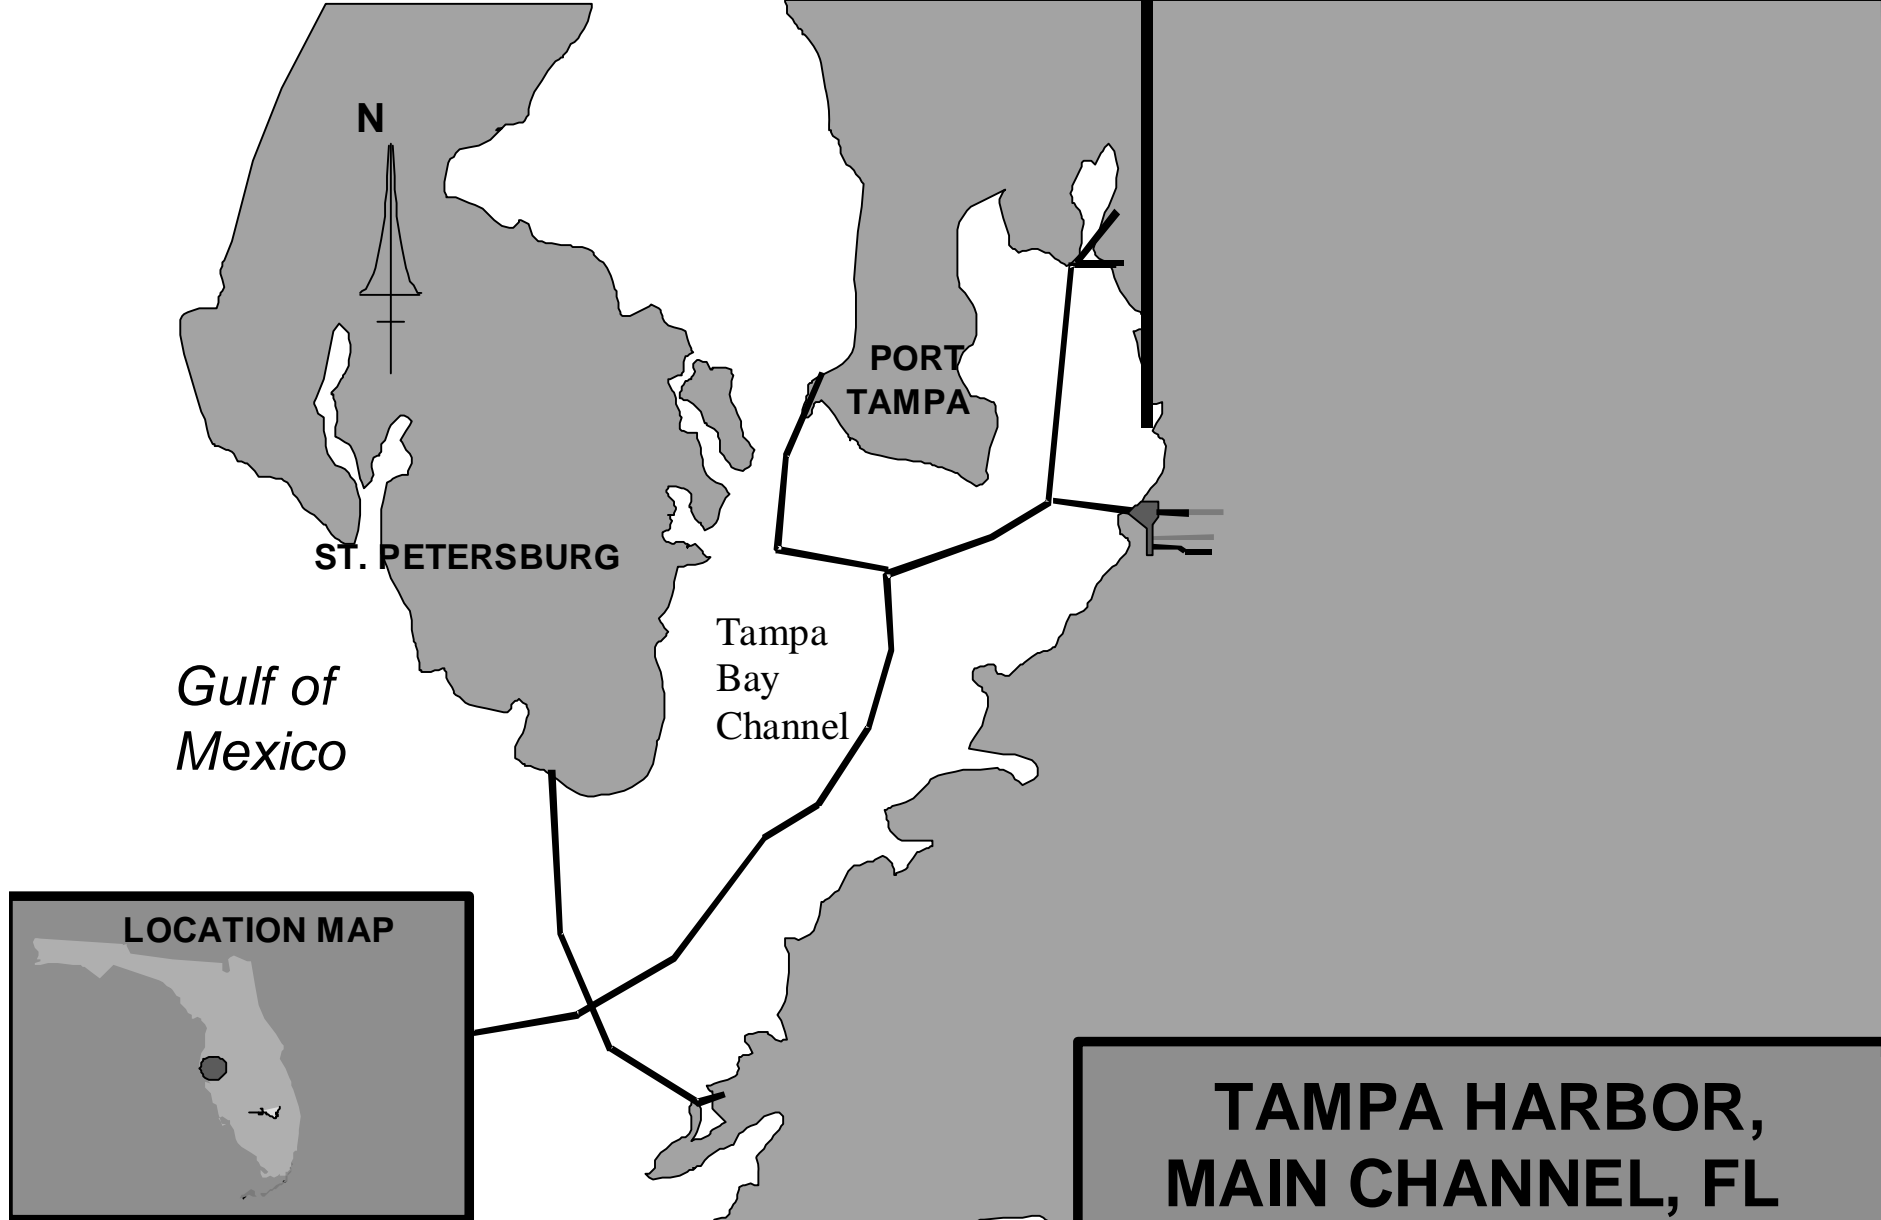 N
PORT
TAMPA
ST. PETERSBURG
Tampa
Bay
Channel
Gulf of
Mexico
LOCATION MAP
TAMPA HARBOR,
MAIN CHANNEL, FL